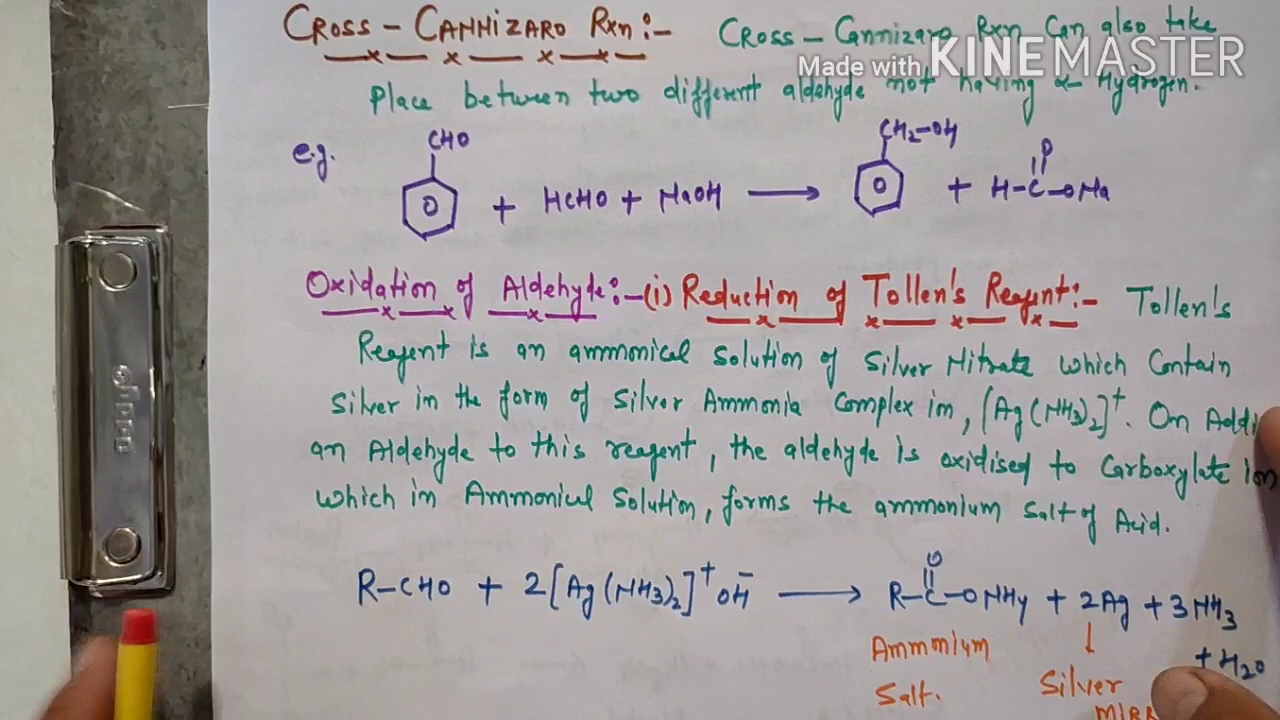 CROSS-CANNIZARO Rxn:- Cross-Cannizaro Rxn Can also take
Made with KINEMASTER
Place between two different aldehyde not having α-Hydrogen.
e.g. CHO + HCHO + NaOH ⟶ CH2-OH + H-C-ONa
O
Oxidation of Aldehyde:-(i) Reduction of Tollen's Reagent:- Tollen's
Reagent is an ammonical solution of Silver Nitrate which Contain
Silver in the form of Silver Ammonia Complex ion, [Ag(NH3)2]+. On Addi
an Aldehyde to this reagent, the aldehyde is oxidised to Carboxylate ion
which in Ammonical Solution, forms the ammonium Salt of Acid.
R-CHO + 2[Ag(NH3)2]+ OH- ⟶ R-C-ONH4 + 2Ag + 3NH3
O
+ H2O
Ammonium
Salt.
Silver